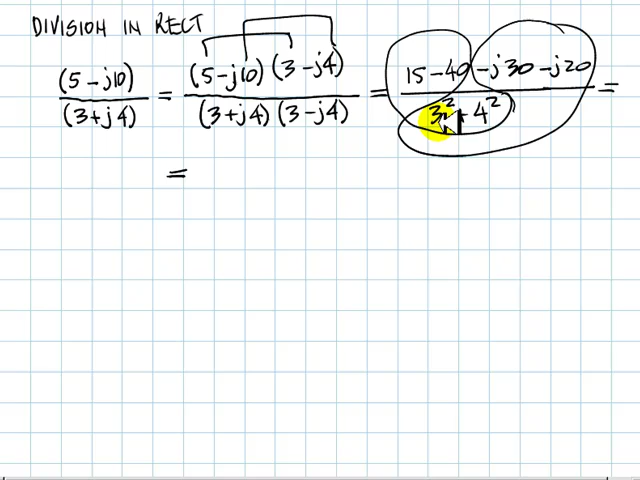 DIVISION IN RECT
(5-j10) / (3+j4) = (5-j10)(3-j4) / (3+j4)(3-j4) = 15-40-j30-j20 / 3²+4² =
=